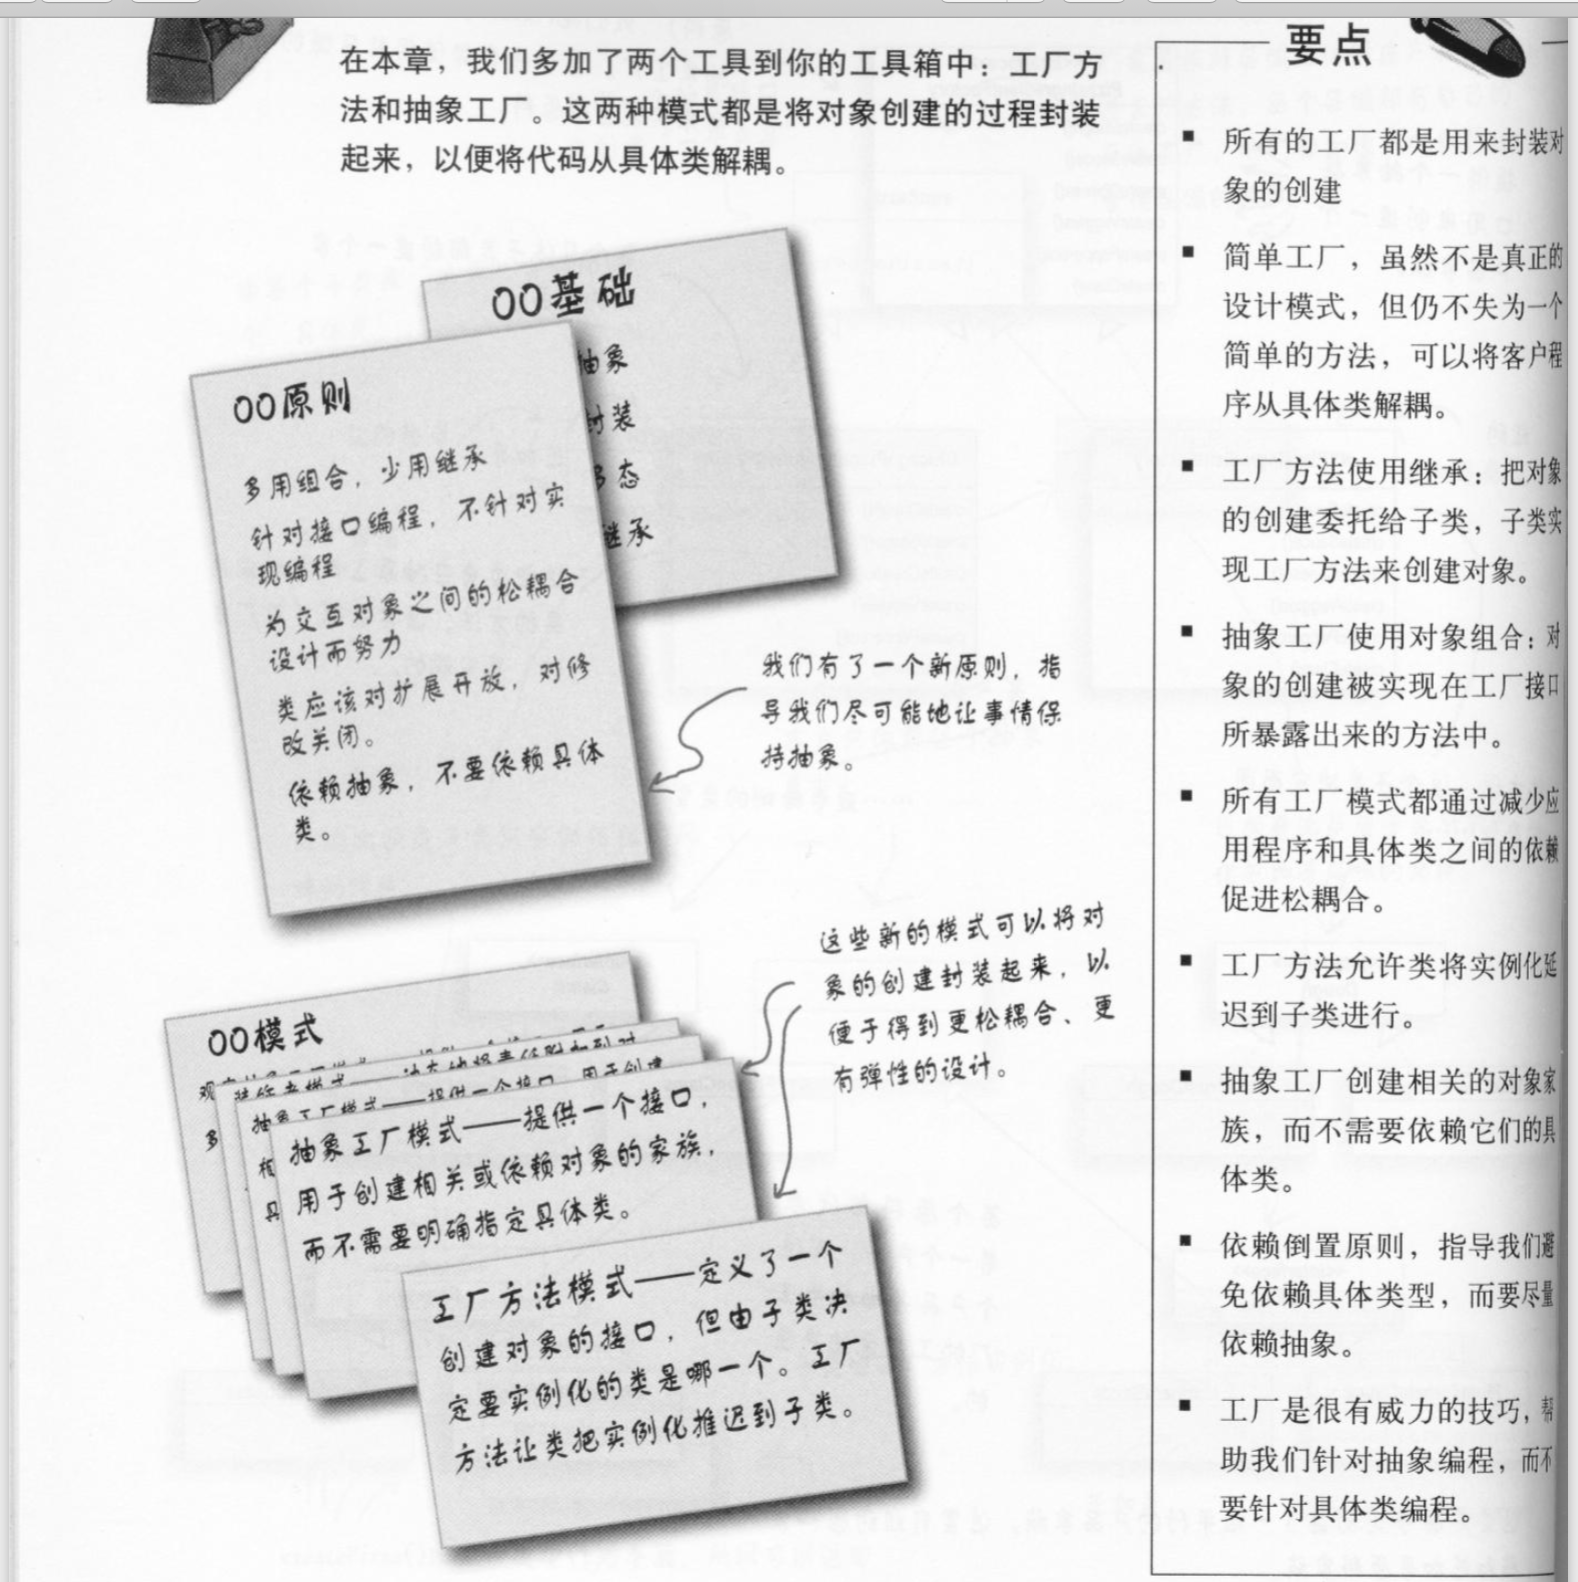 在本章，我们多加了两个工具到你的工具箱中：工厂方
法和抽象工厂。这两种模式都是将对象创建的过程封装
起来，以便将代码从具体类解耦。
OO基础
抽象
封装
多态
继承
OO原则
多用组合，少用继承
针对接口编程，不针对实
现编程
为交互对象之间的松耦合
设计而努力
类应该对扩展开放，对修
改关闭。
依赖抽象，不要依赖具体
类。
我们有了一个新原则，指
导我们尽可能地让事情保
持抽象。
这些新的模式可以将对
象的创建封装起来，以
便于得到更松耦合、更
有弹性的设计。
OO模式
抽象工厂模式——提供一个接口，
用于创建相关或依赖对象的家族，
而不需要明确指定具体类。
工厂方法模式——定义了一个
创建对象的接口，但由子类决
定要实例化的类是哪一个。工厂
方法让类把实例化推迟到子类。
要点
▪ 所有的工厂都是用来封装对
象的创建
▪ 简单工厂，虽然不是真正的
设计模式，但仍不失为一个
简单的方法，可以将客户程
序从具体类解耦。
▪ 工厂方法使用继承：把对象
的创建委托给子类，子类实
现工厂方法来创建对象。
▪ 抽象工厂使用对象组合：对
象的创建被实现在工厂接口
所暴露出来的方法中。
▪ 所有工厂模式都通过减少应
用程序和具体类之间的依赖
促进松耦合。
▪ 工厂方法允许类将实例化延
迟到子类进行。
▪ 抽象工厂创建相关的对象家
族，而不需要依赖它们的具
体类。
▪ 依赖倒置原则，指导我们避
免依赖具体类型，而要尽量
依赖抽象。
▪ 工厂是很有威力的技巧，帮
助我们针对抽象编程，而不
要针对具体类编程。